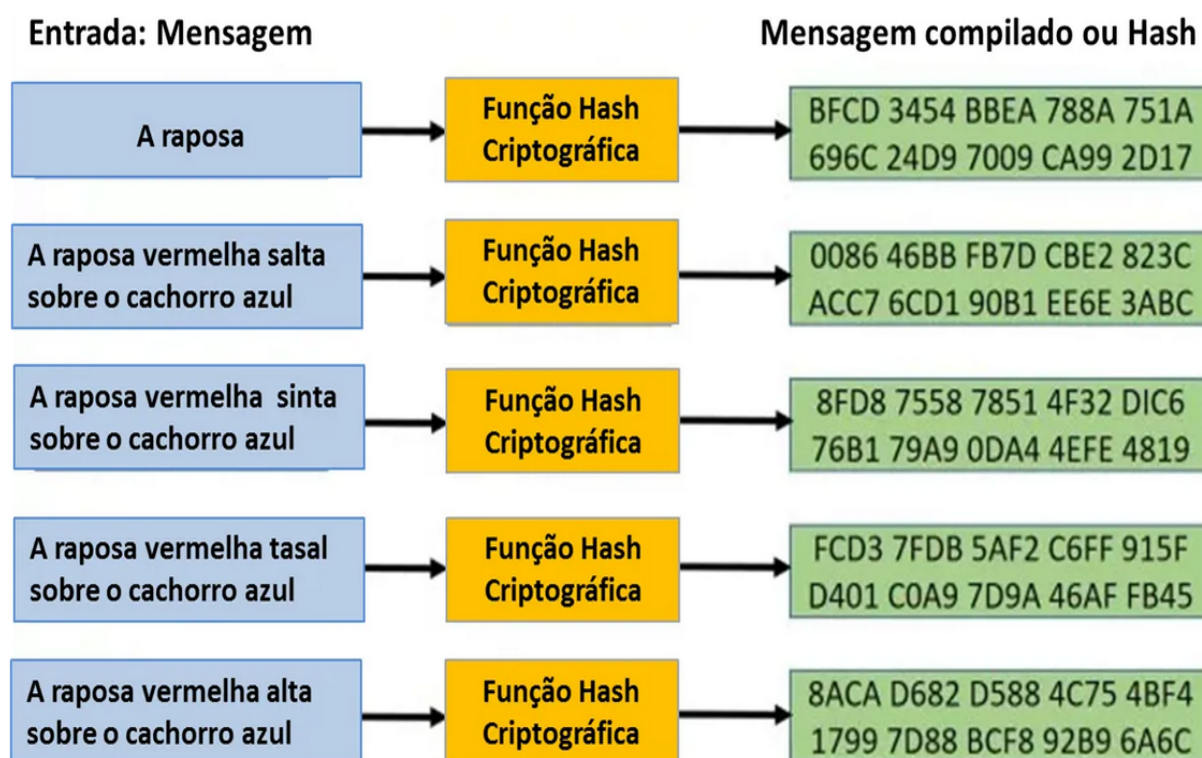 Entrada: Mensagem
Mensagem compilado ou Hash
A raposa
Função Hash
Criptográfica
BFCD 3454 BBEA 788A 751A
696C 24D9 7009 CA99 2D17
A raposa vermelha salta
sobre o cachorro azul
Função Hash
Criptográfica
0086 46BB FB7D CBE2 823C
ACC7 6CD1 90B1 EE6E 3ABC
A raposa vermelha sinta
sobre o cachorro azul
Função Hash
Criptográfica
8FD8 7558 7851 4F32 DIC6
76B1 79A9 0DA4 4EFE 4819
A raposa vermelha tasal
sobre o cachorro azul
Função Hash
Criptográfica
FCD3 7FDB 5AF2 C6FF 915F
D401 C0A9 7D9A 46AF FB45
A raposa vermelha alta
sobre o cachorro azul
Função Hash
Criptográfica
8ACA D682 D588 4C75 4BF4
1799 7D88 BCF8 92B9 6A6C